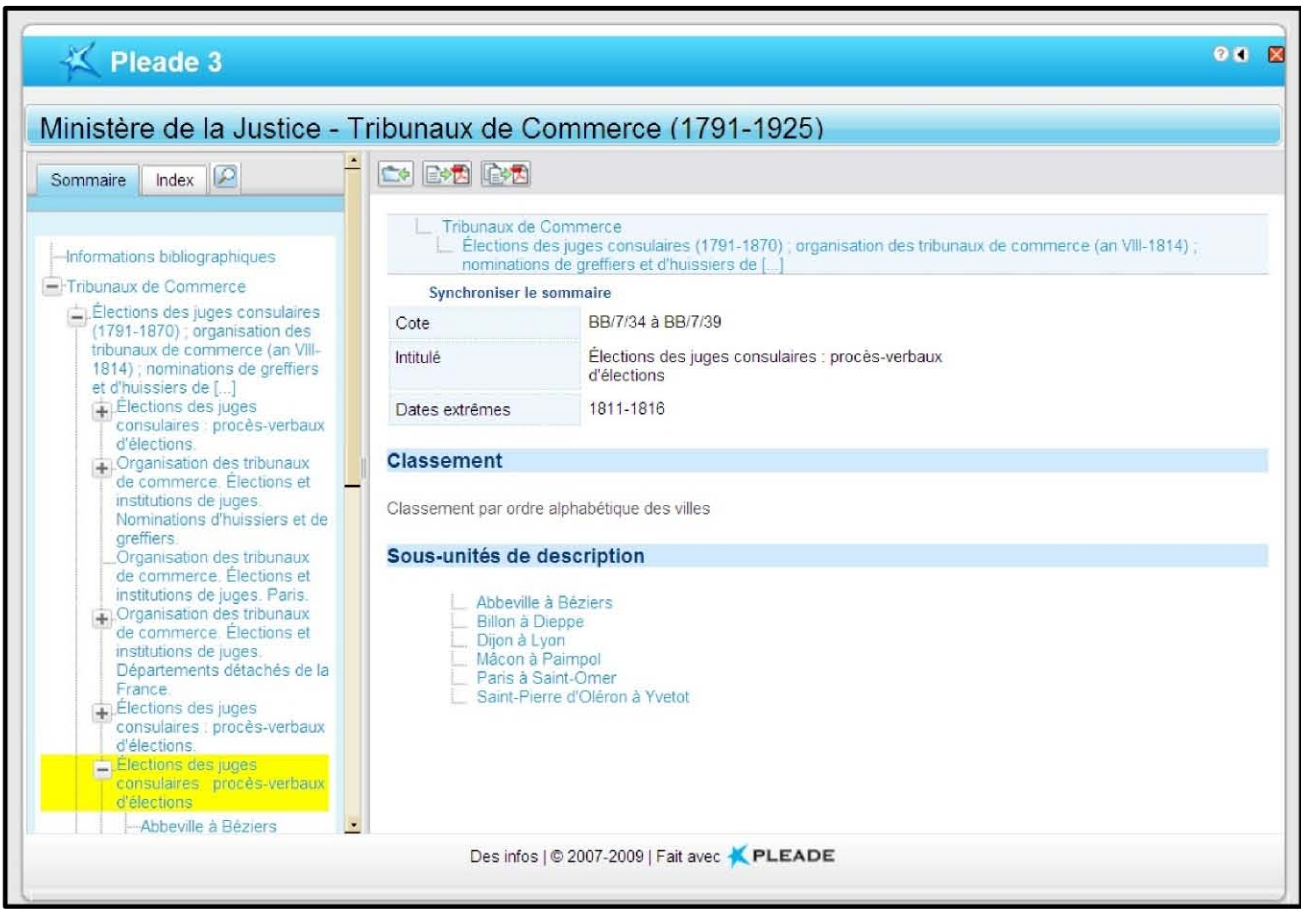 Pleade 3
Ministère de la Justice - Tribunaux de Commerce (1791-1925)
Sommaire
Index
Informations bibliographiques
Tribunaux de Commerce
Élections des juges consulaires
(1791-1870) ; organisation des
tribunaux de commerce (an VIII-
1814) ; nominations de greffiers
et d'huissiers de [...]
Élections des juges
consulaires : procès-verbaux
d'élections.
Organisation des tribunaux
de commerce. Élections et
institutions de juges.
Nominations d'huissiers et de
greffiers.
Organisation des tribunaux
de commerce. Élections et
institutions de juges. Paris.
Organisation des tribunaux
de commerce. Élections et
institutions de juges.
Départements détachés de la
France.
Élections des juges
consulaires : procès-verbaux
d'élections.
Élections des juges
consulaires : procès-verbaux
d'élections
Abbeville à Béziers
Tribunaux de Commerce
Élections des juges consulaires (1791-1870) ; organisation des tribunaux de commerce (an VIII-1814) ;
nominations de greffiers et d'huissiers de [...]
Synchroniser le sommaire
Cote BB/7/34 à BB/7/39
Intitulé Élections des juges consulaires : procès-verbaux
d'élections
Dates extrêmes 1811-1816
Classement
Classement par ordre alphabétique des villes
Sous-unités de description
Abbeville à Béziers
Billon à Dieppe
Dijon à Lyon
Mâcon à Paimpol
Paris à Saint-Omer
Saint-Pierre d'Oléron à Yvetot
Des infos | © 2007-2009 | Fait avec PLEADE